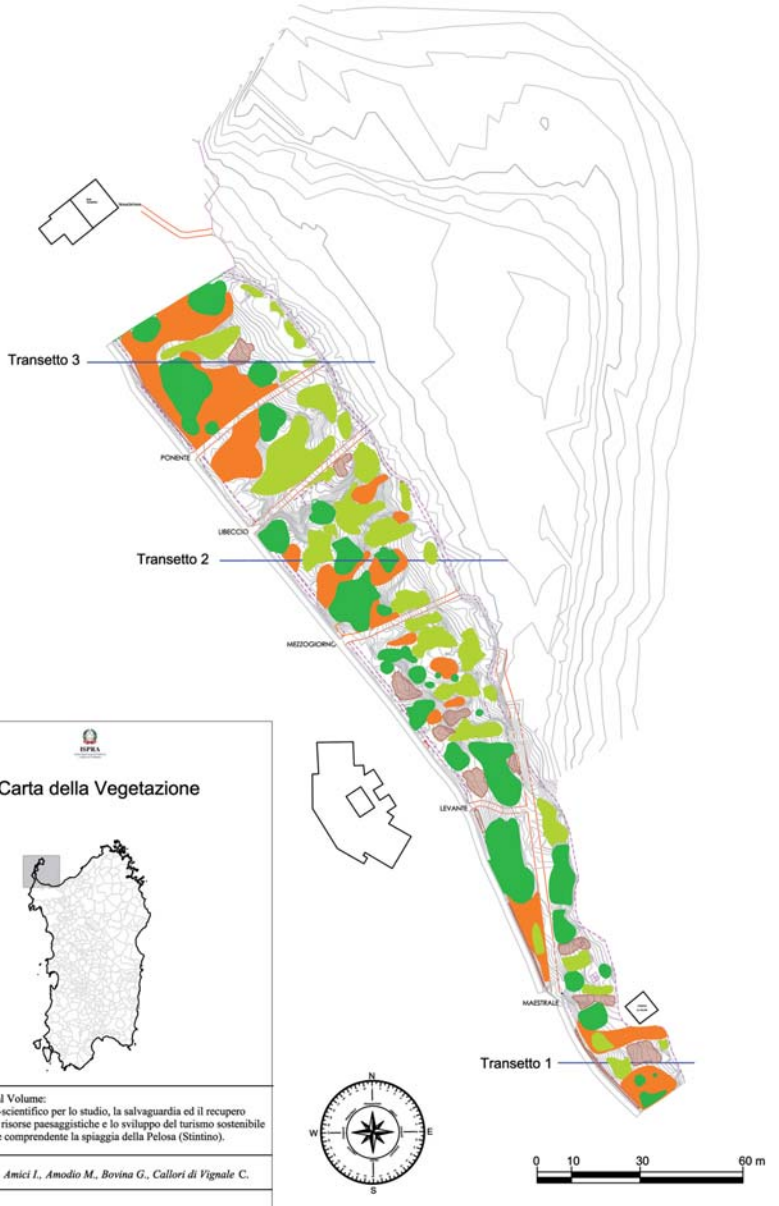 Transetto 3
PONENTE
LIBECCIO
Transetto 2
MEZZOGIORNO
ISPRA
Carta della Vegetazione
LEVANTE
MAESTRALE
Transetto 1
l Volume:
-scientifico per lo studio, la salvaguardia ed il recupero
risorse paesaggistiche e lo sviluppo del turismo sostenibile
comprendente la spiaggia della Pelosa (Stintino).
Amici I., Amodio M., Bovina G., Callori di Vignale C.
N
W E
S
0 10 30 60 m